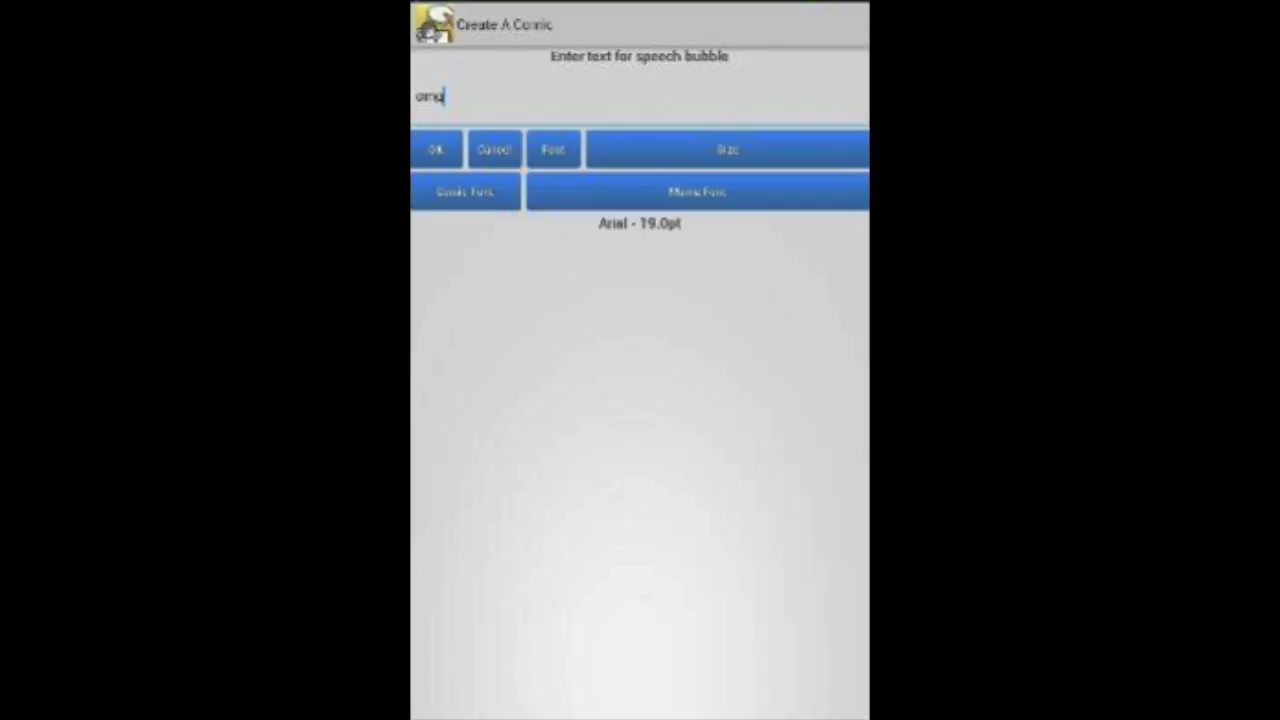 Create A Comic
Enter text for speech bubble
omg
OK Cancel Font Size
Comic Font Meme Font
Arial - 19.0pt